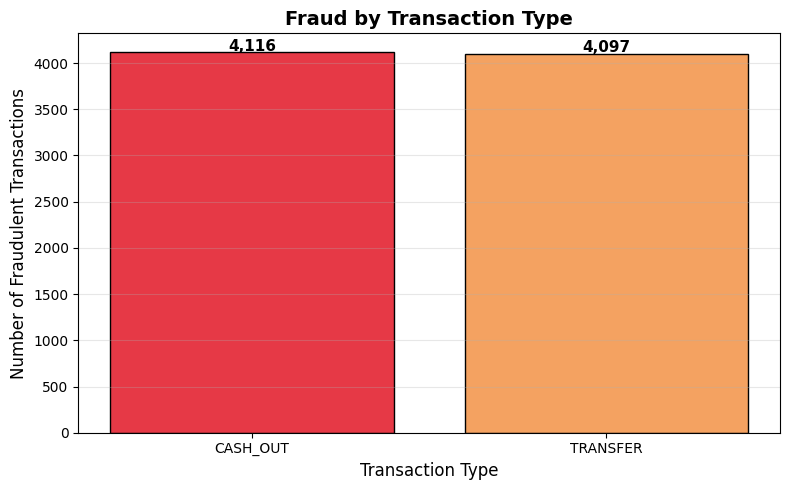 Fraud by Transaction Type
Number of Fraudulent Transactions
4000
3500
3000
2500
2000
1500
1000
500
0
4,116
4,097
CASH_OUT
TRANSFER
Transaction Type